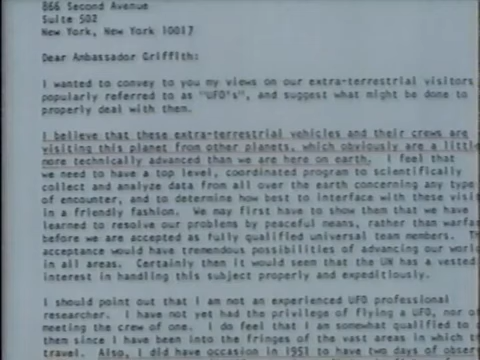 866 Second Avenue
Suite 502
New York, New York 10017
Dear Ambassador Griffith:
I wanted to convey to you my views on our extra-terrestrial visitors
popularly referred to as "UFO's", and suggest what might be done to
properly deal with them.
I believe that these extra-terrestrial vehicles and their crews are
visiting this planet from other planets, which obviously are a little
more technically advanced than we are here on earth. I feel that
we need to have a top level, coordinated program to scientifically
collect and analyze data from all over the earth concerning any type
of encounter, and to determine how best to interface with these visit
in a friendly fashion. We may first have to show them that we have
learned to resolve our problems by peaceful means, rather than warfar
before we are accepted as fully qualified universal team members. Th
acceptance would have tremendous possibilities of advancing our world
in all areas. Certainly then it would seem that the UN has a vested
interest in handling this subject properly and expeditiously.
I should point out that I am not an experienced UFO professional
researcher. I have not yet had the privilege of flying a UFO, nor of
meeting the crew of one. I do feel that I am somewhat qualified to d
them since I have been into the fringes of the vast areas in which th
travel. Also, I did have occasion in 1951 to have two days of observ